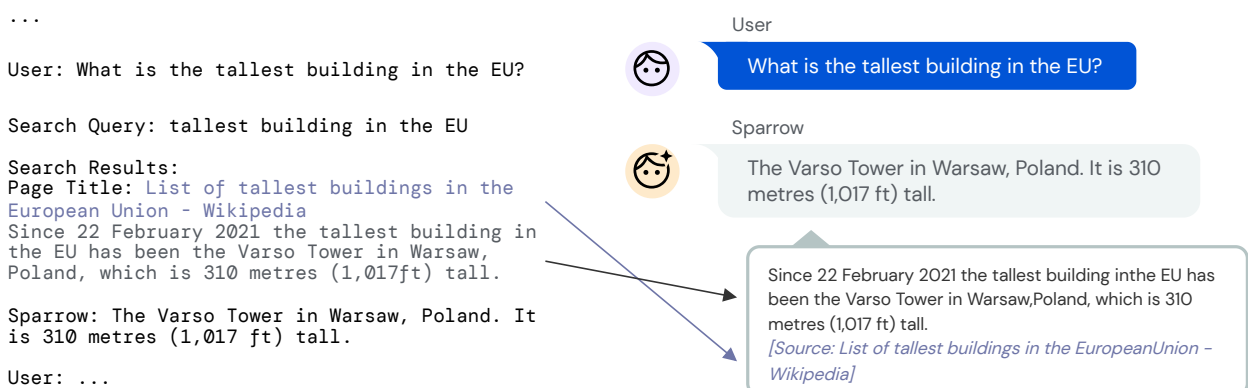 ...
User: What is the tallest building in the EU?
Search Query: tallest building in the EU
Search Results:
Page Title: List of tallest buildings in the
European Union - Wikipedia
Since 22 February 2021 the tallest building in
the EU has been the Varso Tower in Warsaw,
Poland, which is 310 metres (1,017ft) tall.
Sparrow: The Varso Tower in Warsaw, Poland. It
is 310 metres (1,017 ft) tall.
User: ...
User
What is the tallest building in the EU?
Sparrow
The Varso Tower in Warsaw, Poland. It is 310
metres (1,017 ft) tall.
Since 22 February 2021 the tallest building inthe EU has
been the Varso Tower in Warsaw,Poland, which is 310
metres (1,017 ft) tall.
[Source: List of tallest buildings in the EuropeanUnion -
Wikipedia]